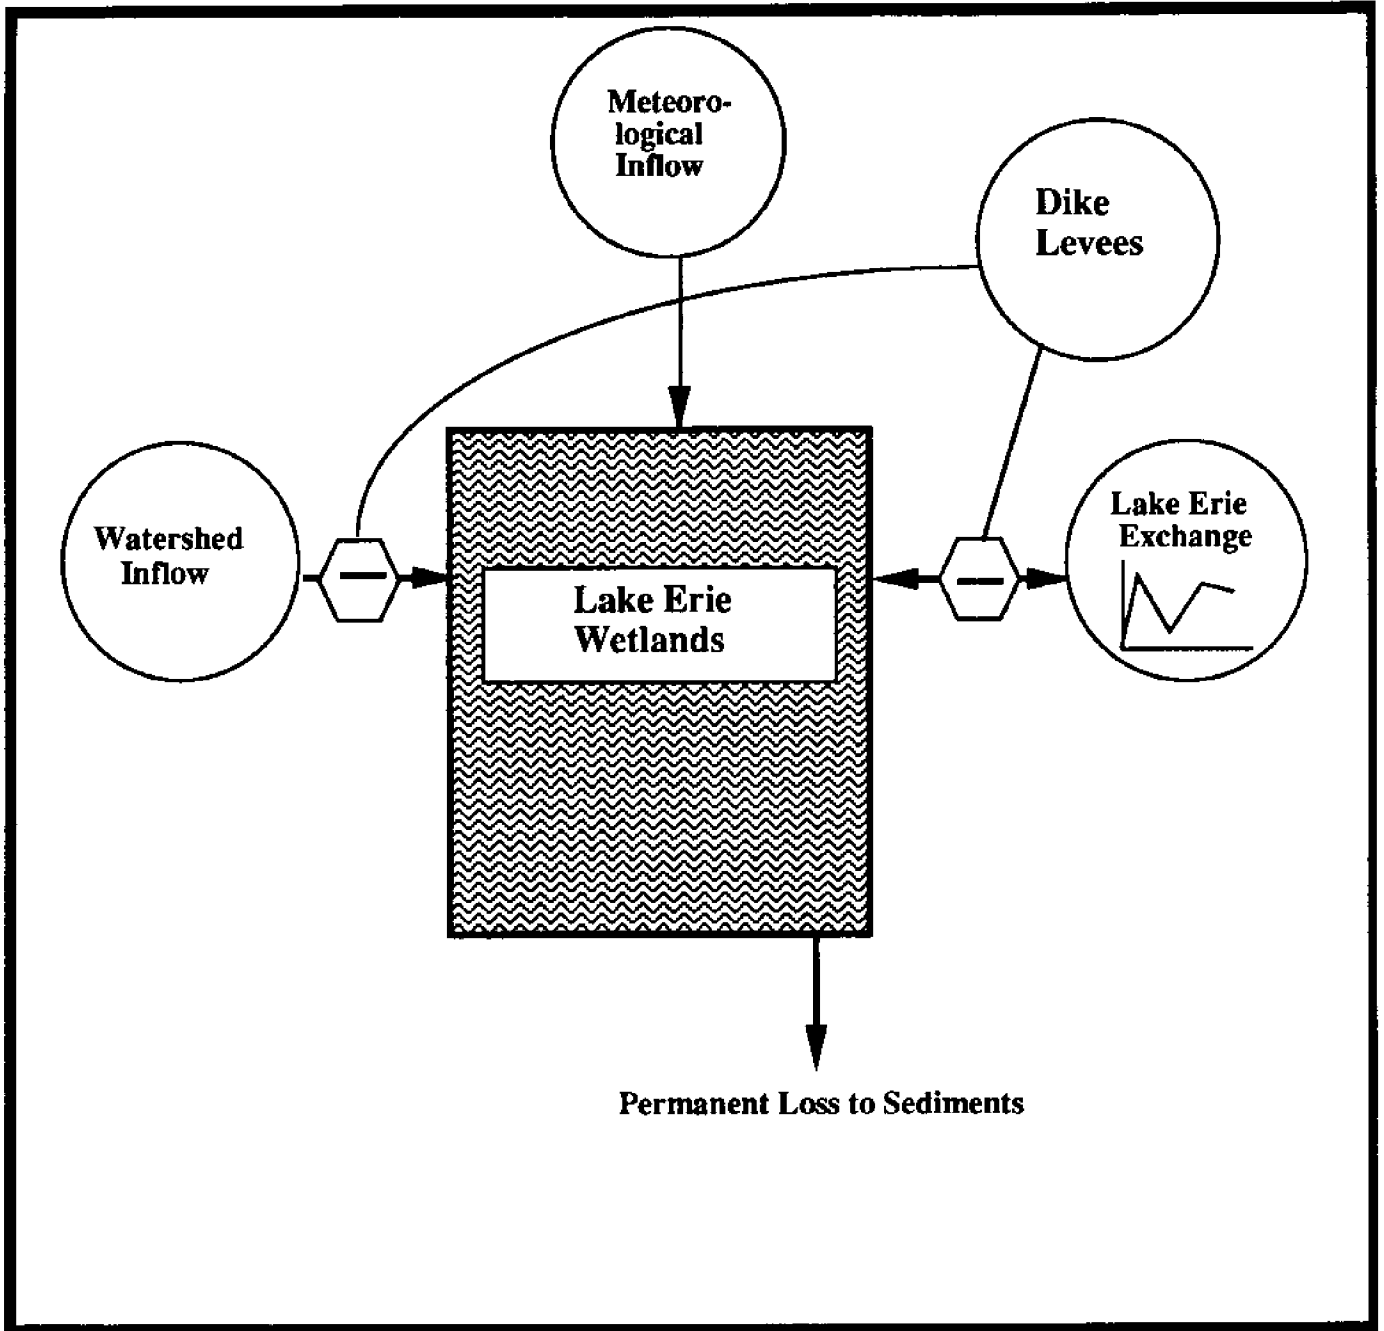 Meteoro-
logical
Inflow
Dike
Levees
Watershed
Inflow
Lake Erie
Wetlands
Lake Erie
Exchange
Permanent Loss to Sediments